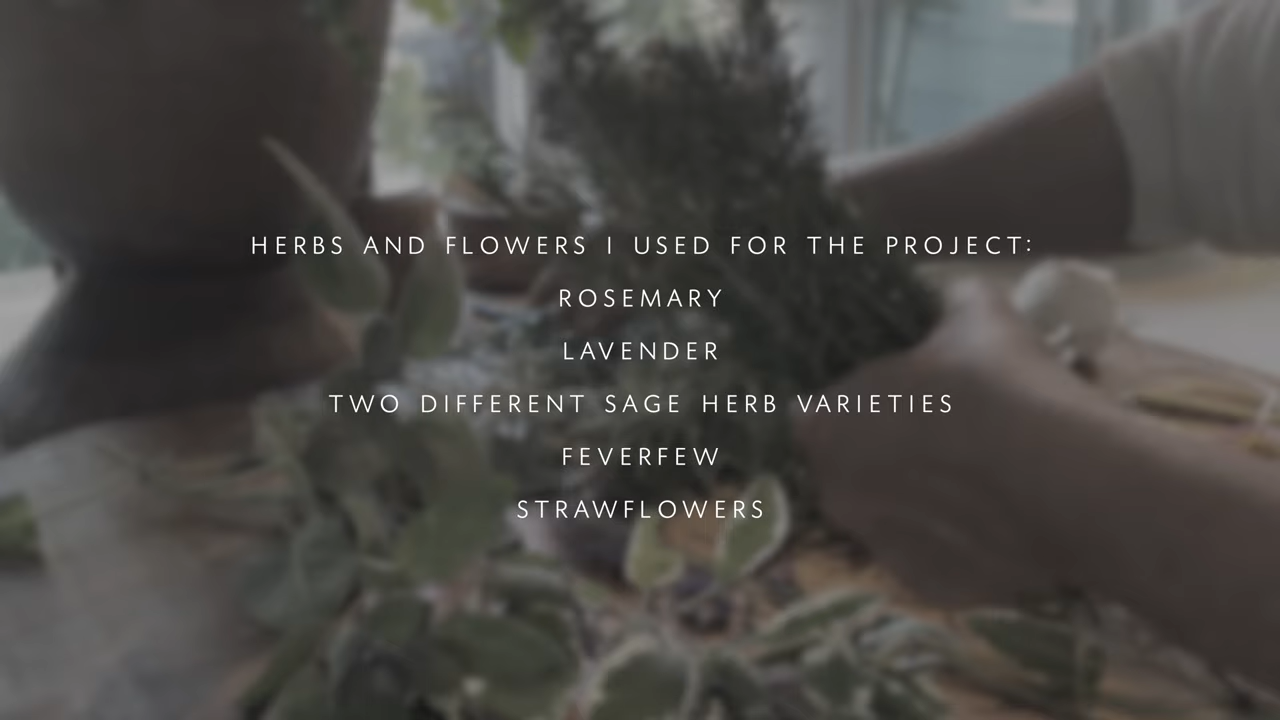 HERBS AND FLOWERS I USED FOR THE PROJECT:
ROSEMARY
LAVENDER
TWO DIFFERENT SAGE HERB VARIETIES
FEVERFEW
STRAWFLOWERS